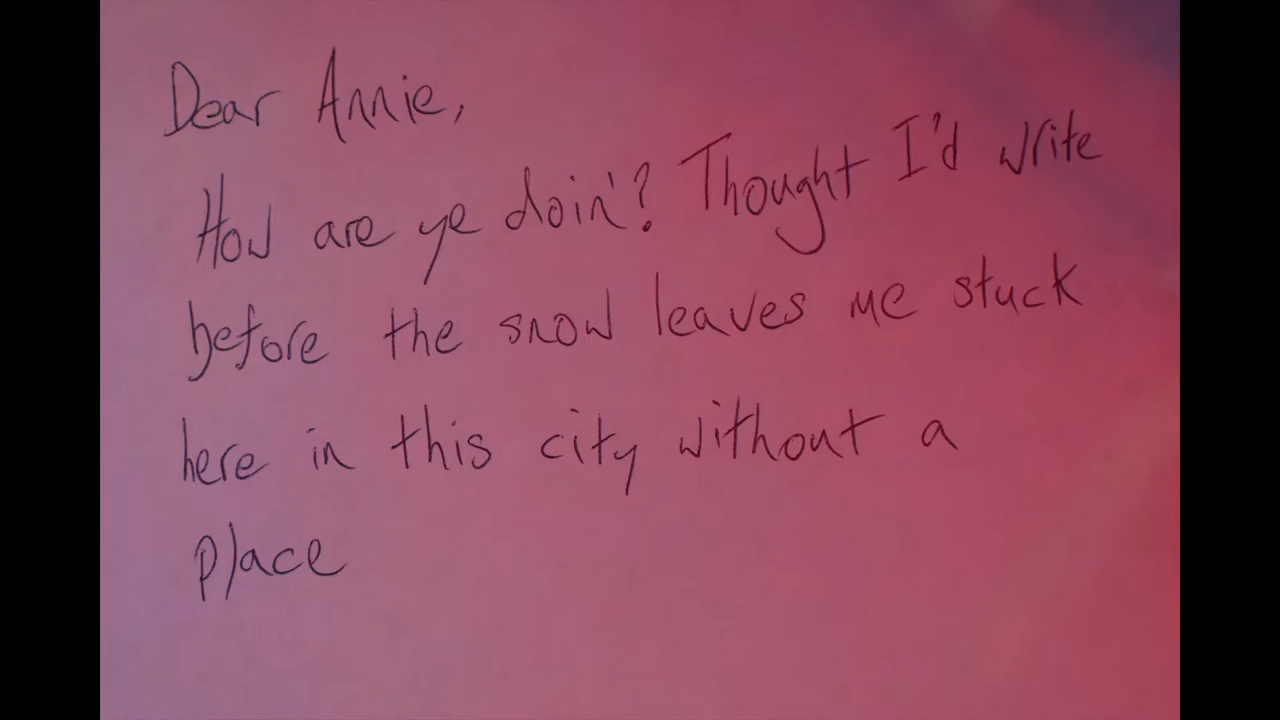 Dear Annie,
How are ye doin'? Thought I'd write
before the snow leaves me stuck
here in this city without a
place